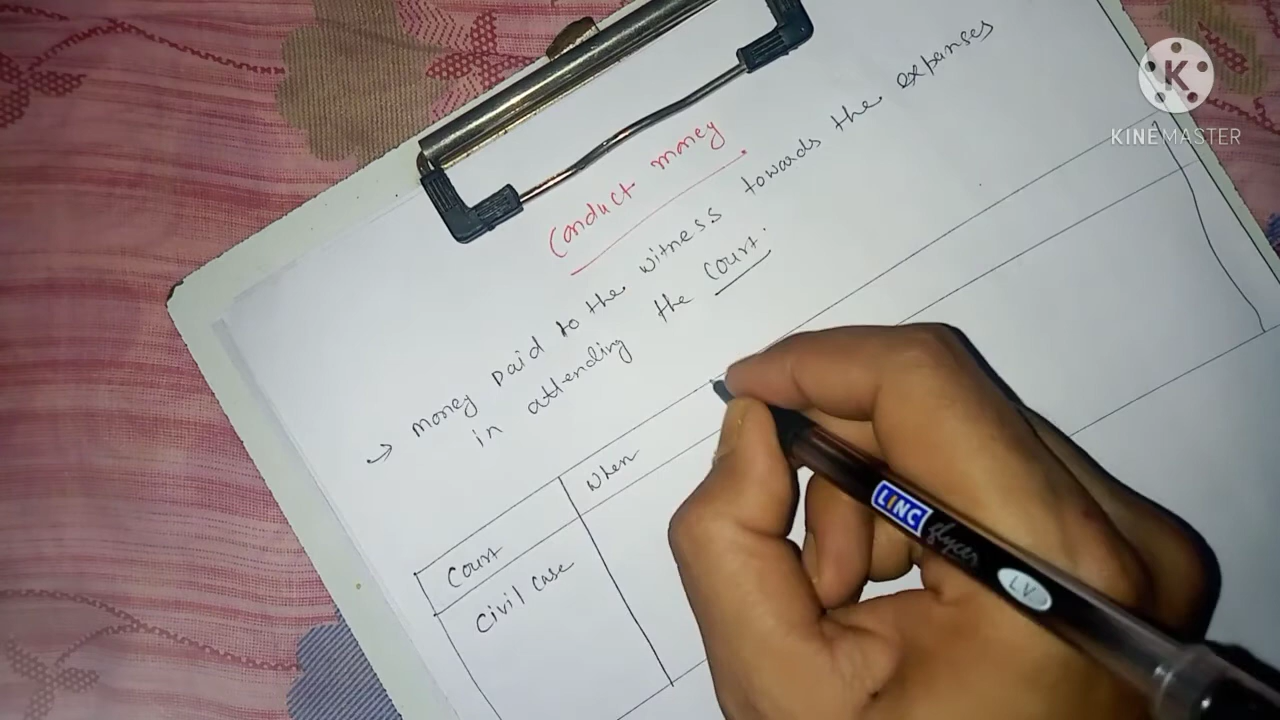 Conduct money
→ money paid to the witness towards the expenses
in attending the Court.
Court
When
Civil case
LINC
glycer
L.V.
K
KINEMASTER